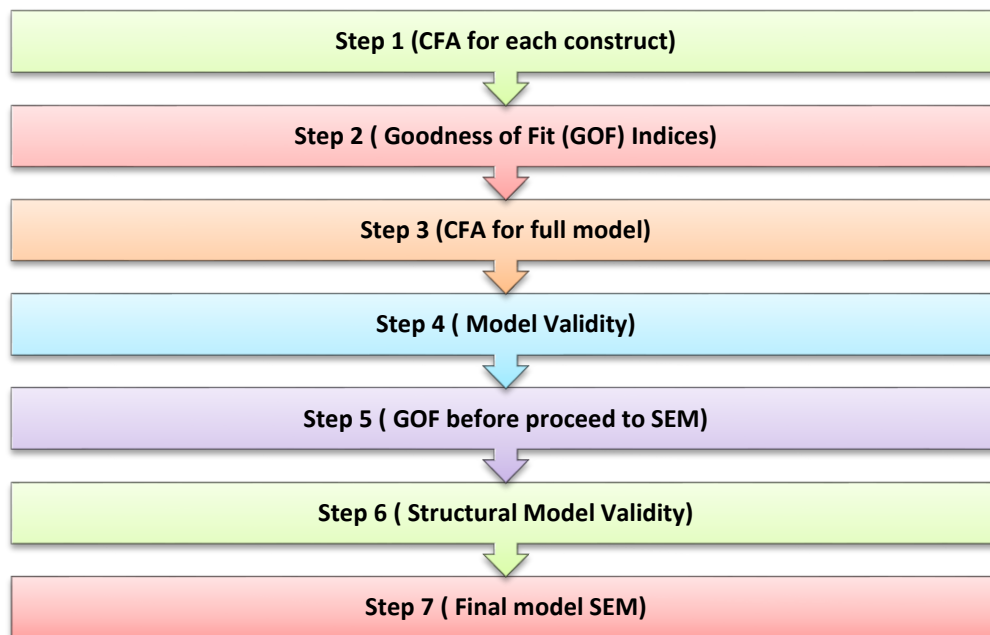 Step 1 (CFA for each construct)
Step 2 ( Goodness of Fit (GOF) Indices)
Step 3 (CFA for full model)
Step 4 ( Model Validity)
Step 5 ( GOF before proceed to SEM)
Step 6 ( Structural Model Validity)
Step 7 ( Final model SEM)